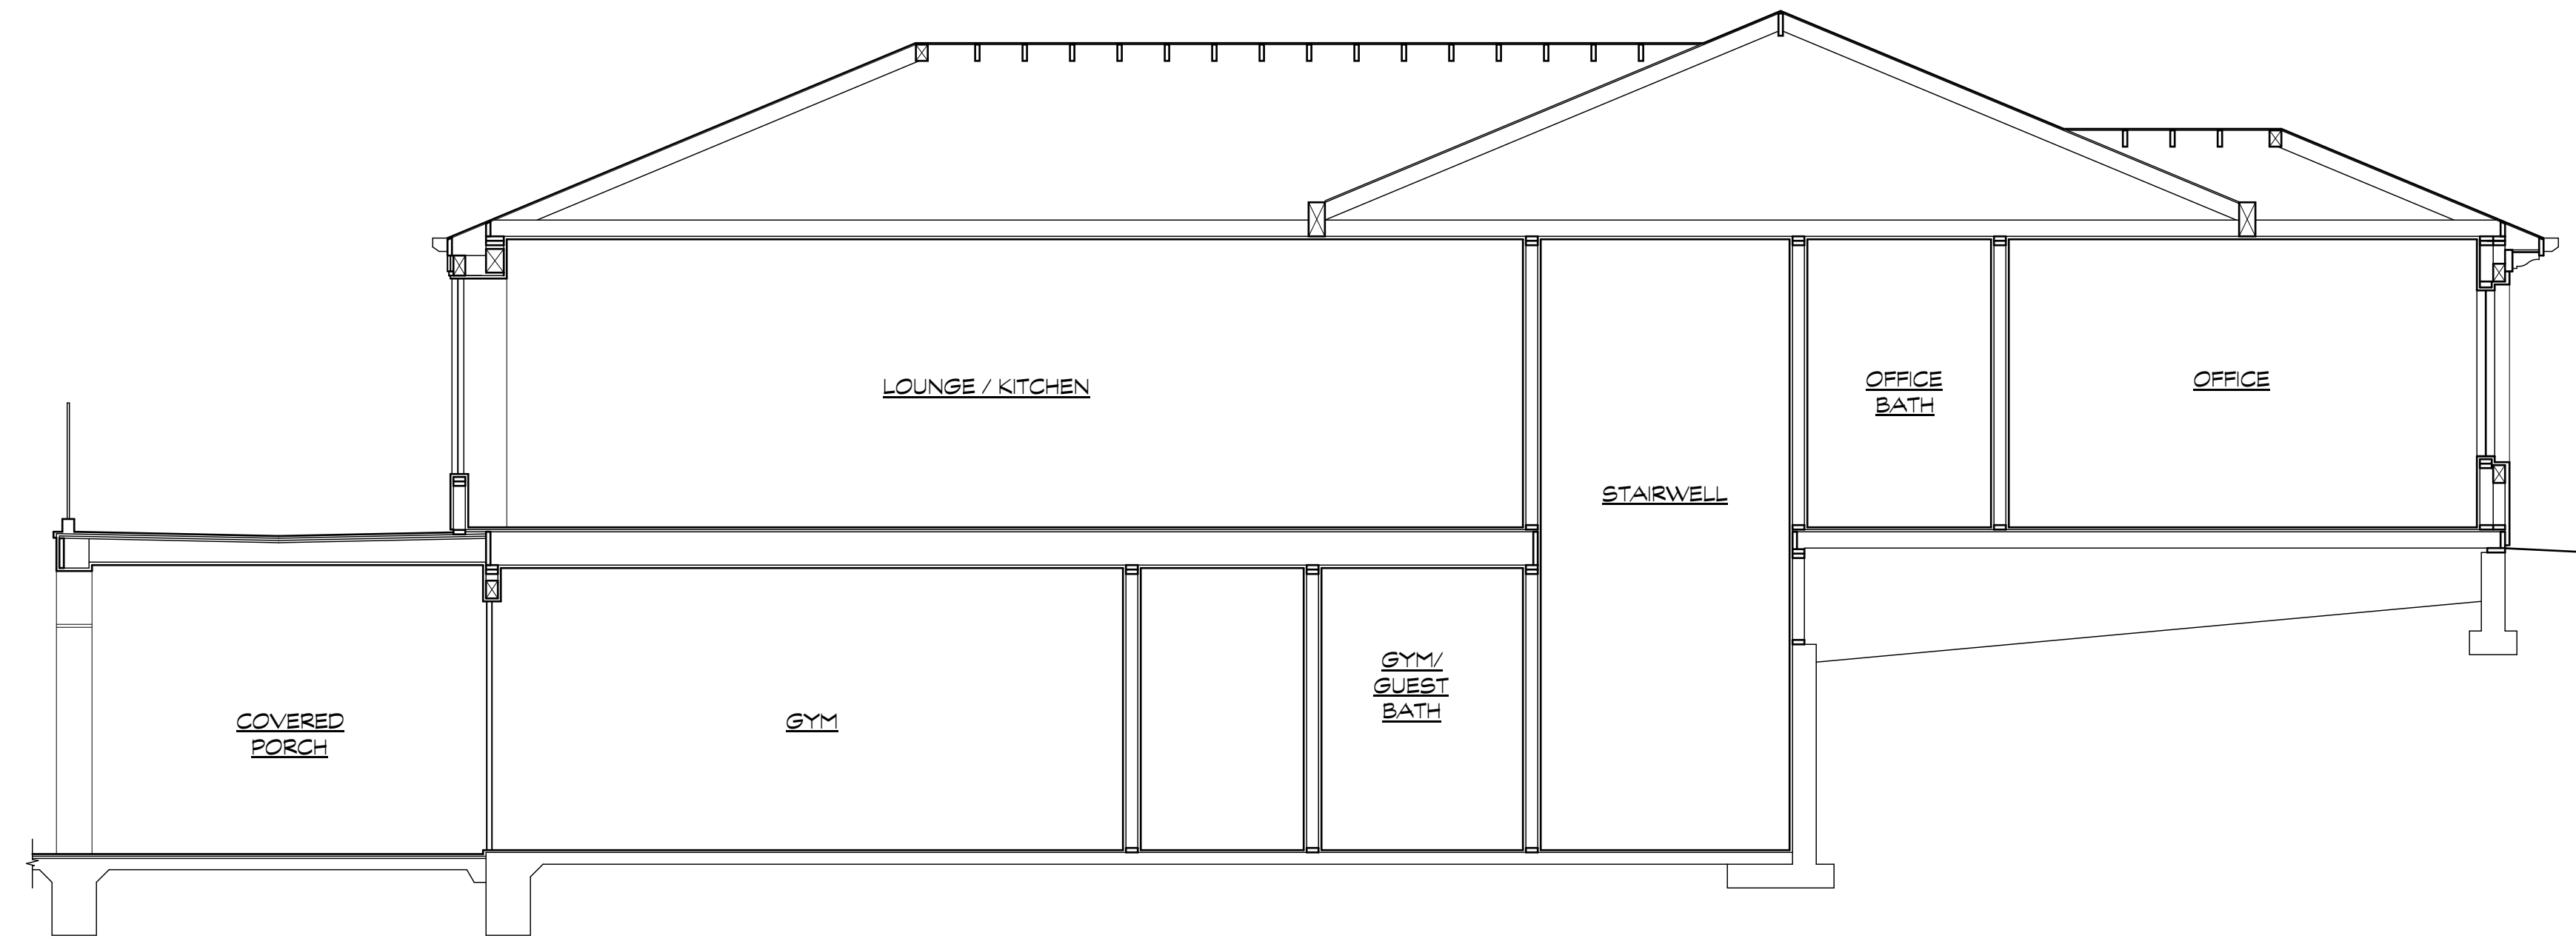 LOUNGE / KITCHEN
OFFICE
BATH
OFFICE
STAIRWELL
COVERED
PORCH
GYM
GYM/
GUEST
BATH